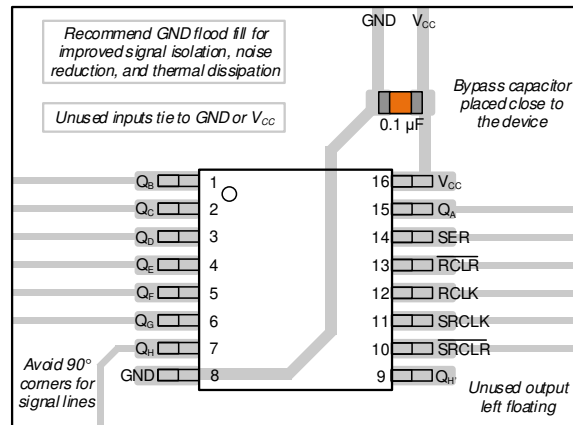 GND VCC
Recommend GND flood fill for
improved signal isolation, noise
reduction, and thermal dissipation
Unused inputs tie to GND or VCC
Bypass capacitor
placed close to
the device
0.1 µF
QB 1 16 VCC
QC 2 15 QA
QD 3 14 SER
QE 4 13 R̅C̅L̅R̅
QF 5 12 RCLK
QG 6 11 SRCLK
QH 7 10 S̅R̅C̅L̅R̅
GND 8 9 QH'
Avoid 90°
corners for
signal lines
Unused output
left floating